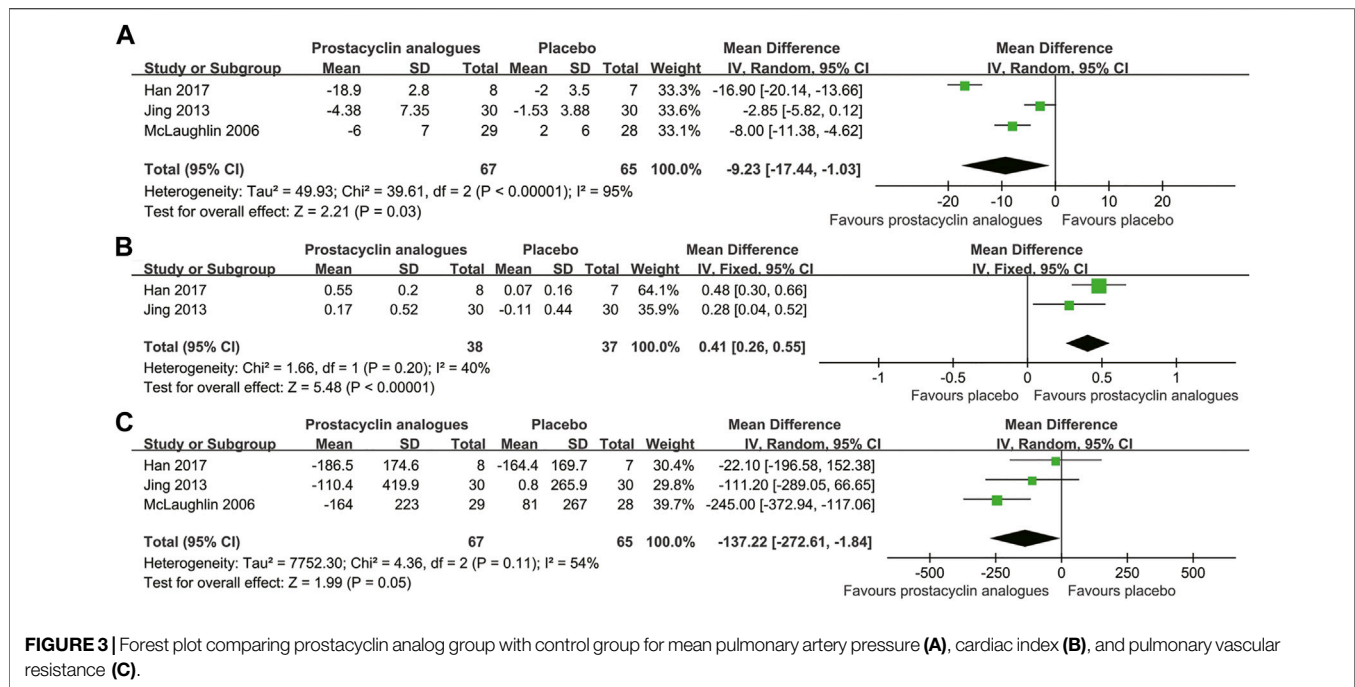 A
Prostacyclin analogues Placebo Mean Difference Mean Difference
Study or Subgroup Mean SD Total Mean SD Total Weight IV, Random, 95% CI IV, Random, 95% CI
Han 2017 -18.9 2.8 8 -2 3.5 7 33.3% -16.90 [-20.14, -13.66]
Jing 2013 -4.38 7.35 30 -1.53 3.88 30 33.6% -2.85 [-5.82, 0.12]
McLaughlin 2006 -6 7 29 2 6 28 33.1% -8.00 [-11.38, -4.62]
Total (95% CI) 67 65 100.0% -9.23 [-17.44, -1.03]
Heterogeneity: Tau² = 49.93; Chi² = 39.61, df = 2 (P < 0.00001); I² = 95%
Test for overall effect: Z = 2.21 (P = 0.03)
-20 -10 0 10 20
Favours prostacyclin analogues Favours placebo
B
Prostacyclin analogues Placebo Mean Difference Mean Difference
Study or Subgroup Mean SD Total Mean SD Total Weight IV, Fixed, 95% CI IV, Fixed, 95% CI
Han 2017 0.55 0.2 8 0.07 0.16 7 64.1% 0.48 [0.30, 0.66]
Jing 2013 0.17 0.52 30 -0.11 0.44 30 35.9% 0.28 [0.04, 0.52]
Total (95% CI) 38 37 100.0% 0.41 [0.26, 0.55]
Heterogeneity: Chi² = 1.66, df = 1 (P = 0.20); I² = 40%
Test for overall effect: Z = 5.48 (P < 0.00001)
-1 -0.5 0 0.5 1
Favours placebo Favours prostacyclin analogues
C
Prostacyclin analogues Placebo Mean Difference Mean Difference
Study or Subgroup Mean SD Total Mean SD Total Weight IV, Random, 95% CI IV, Random, 95% CI
Han 2017 -186.5 174.6 8 -164.4 169.7 7 30.4% -22.10 [-196.58, 152.38]
Jing 2013 -110.4 419.9 30 0.8 265.9 30 29.8% -111.20 [-289.05, 66.65]
McLaughlin 2006 -164 223 29 81 267 28 39.7% -245.00 [-372.94, -117.06]
Total (95% CI) 67 65 100.0% -137.22 [-272.61, -1.84]
Heterogeneity: Tau² = 7752.30; Chi² = 4.36, df = 2 (P = 0.11); I² = 54%
Test for overall effect: Z = 1.99 (P = 0.05)
-500 -250 0 250 500
Favours prostacyclin analogues Favours placebo
FIGURE 3 | Forest plot comparing prostacyclin analog group with control group for mean pulmonary artery pressure (A), cardiac index (B), and pulmonary vascular
resistance (C).